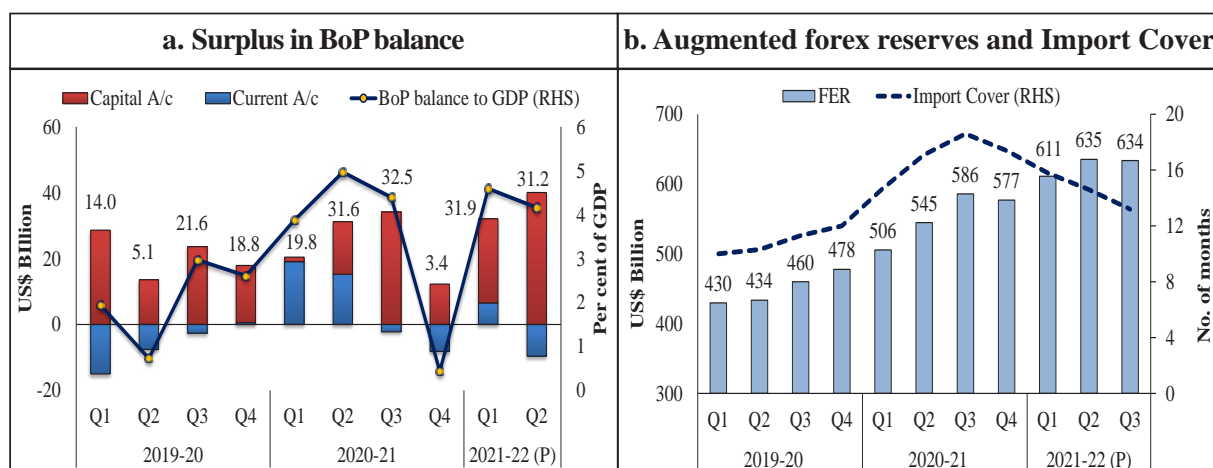 a. Surplus in BoP balance
Capital A/c Current A/c BoP balance to GDP (RHS)
US$ BIllion
60
40
20
0
-20
14.0 5.1 21.6 18.8 19.8 31.6 32.5 3.4 31.9 31.2
6
5
4
3
2
1
0
Per cent of GDP
Q1 Q2 Q3 Q4 Q1 Q2 Q3 Q4 Q1 Q2
2019-20 2020-21 2021-22 (P)
b. Augmented forex reserves and Import Cover
FER Import Cover (RHS)
US$ Billion
700
600
500
400
300
430 434 460 478 506 545 586 577 611 635 634
20
16
12
8
4
0
No. of months
Q1 Q2 Q3 Q4 Q1 Q2 Q3 Q4 Q1 Q2 Q3
2019-20 2020-21 2021-22 (P)